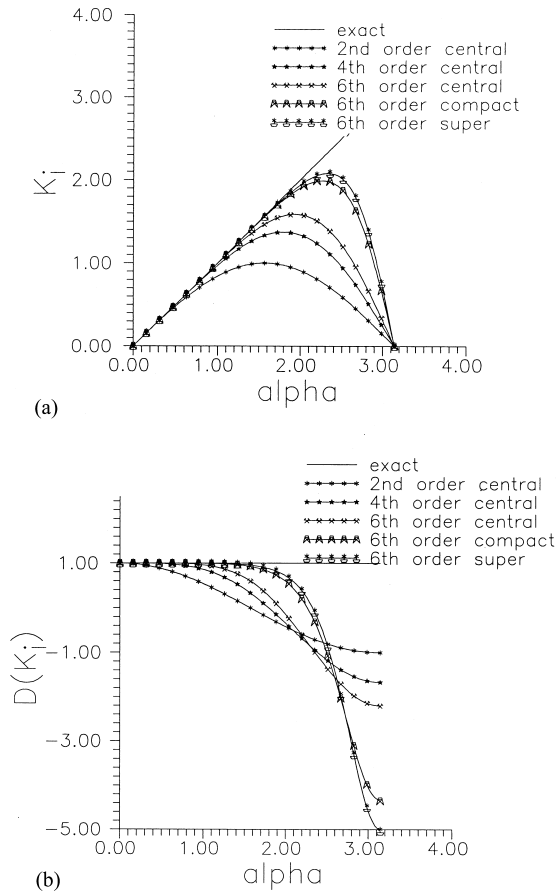 4.00
3.00
2.00
1.00
0.00
Ki
exact
2nd order central
4th order central
6th order central
6th order compact
6th order super
0.00 1.00 2.00 3.00 4.00
alpha
(a)
1.00
-1.00
-3.00
-5.00
D(Ki)
exact
2nd order central
4th order central
6th order central
6th order compact
6th order super
0.00 1.00 2.00 3.00 4.00
alpha
(b)